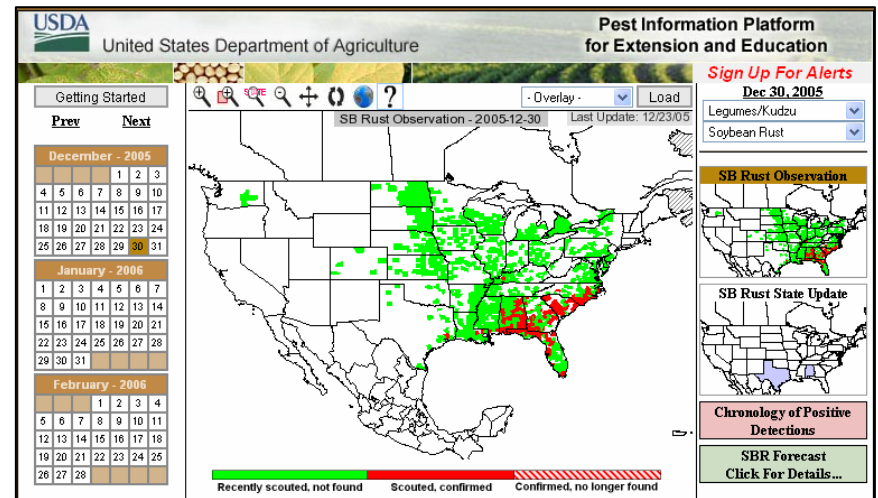 USDA
United States Department of Agriculture
Pest Information Platform
for Extension and Education
Sign Up For Alerts
Getting Started
Prev Next
December - 2005
1 2 3
4 5 6 7 8 9 10
11 12 13 14 15 16 17
18 19 20 21 22 23 24
25 26 27 28 29 30 31
January - 2006
1 2 3 4 5 6 7
8 9 10 11 12 13 14
15 16 17 18 19 20 21
22 23 24 25 26 27 28
29 30 31
February - 2006
1 2 3 4
5 6 7 8 9 10 11
12 13 14 15 16 17 18
19 20 21 22 23 24 25
26 27 28
STATE
?
- Overlay -
Load
SB Rust Observation - 2005-12-30
Last Update: 12/23/05
Recently scouted, not found
Scouted, confirmed
Confirmed, no longer found
Dec 30, 2005
Legumes/Kudzu
Soybean Rust
SB Rust Observation
SB Rust State Update
Chronology of Positive
Detections
SBR Forecast
Click For Details...